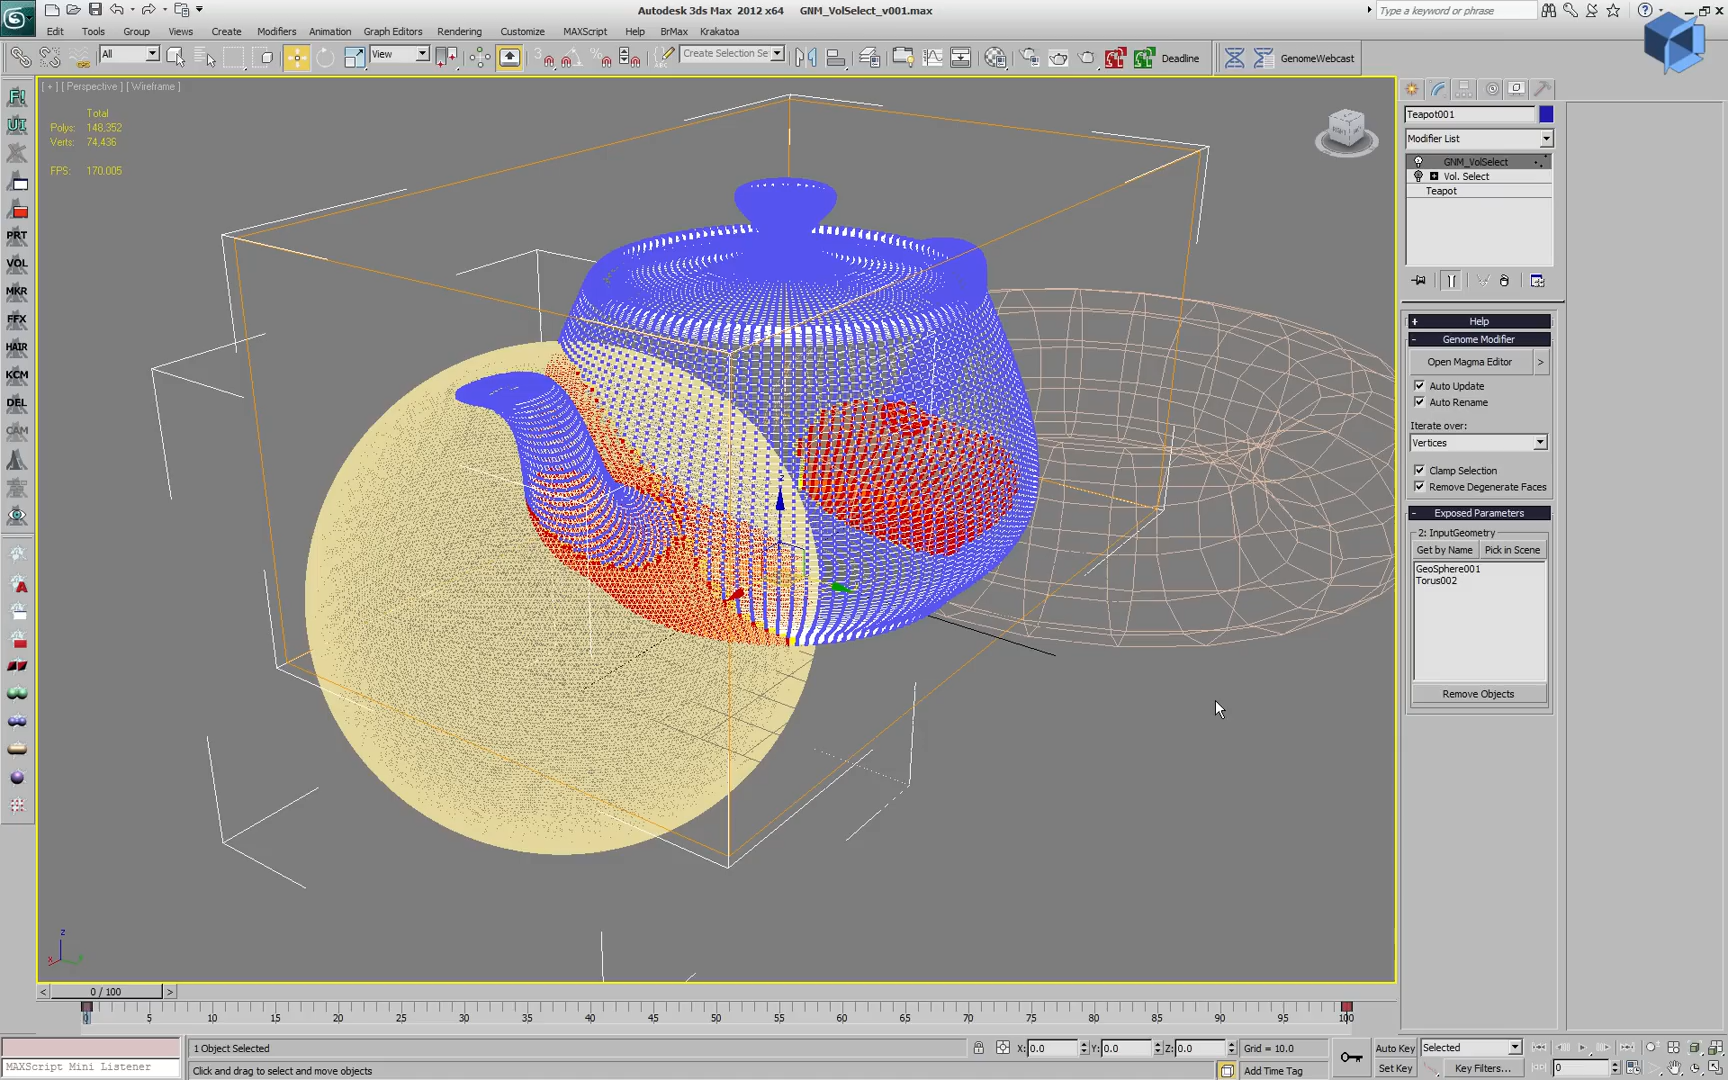 Autodesk 3ds Max 2012 x64 GNM_VolSelect_v001.max
Type a keyword or phrase
Edit Tools Group Views Create Modifiers Animation Graph Editors Rendering Customize MAXScript Help BrMax Krakatoa
All View Create Selection Se Deadline GenomeWebcast
[ + ] [ Perspective ] [ Wireframe ]
Total
Polys: 148,352
Verts: 74,436
FPS: 170.005
UI
PRT
VOL
MKR
FFX
HAIR
KCM
DEL
CAM
Teapot001
Modifier List
GNM_VolSelect
Vol. Select
Teapot
+ Help
- Genome Modifier
Open Magma Editor >
Auto Update
Auto Rename
Iterate over:
Vertices
Clamp Selection
Remove Degenerate Faces
- Exposed Parameters
2: InputGeometry
Get by Name Pick in Scene
GeoSphere001
Torus002
Remove Objects
z
x
< 0 / 100 >
0 5 10 15 20 25 30 35 40 45 50 55 60 65 70 75 80 85 90 95 100
1 Object Selected X: 0.0 Y: 0.0 Z: 0.0 Grid = 10.0 Auto Key Selected
MAXScript Mini Listener Click and drag to select and move objects Add Time Tag Set Key Key Filters... 0